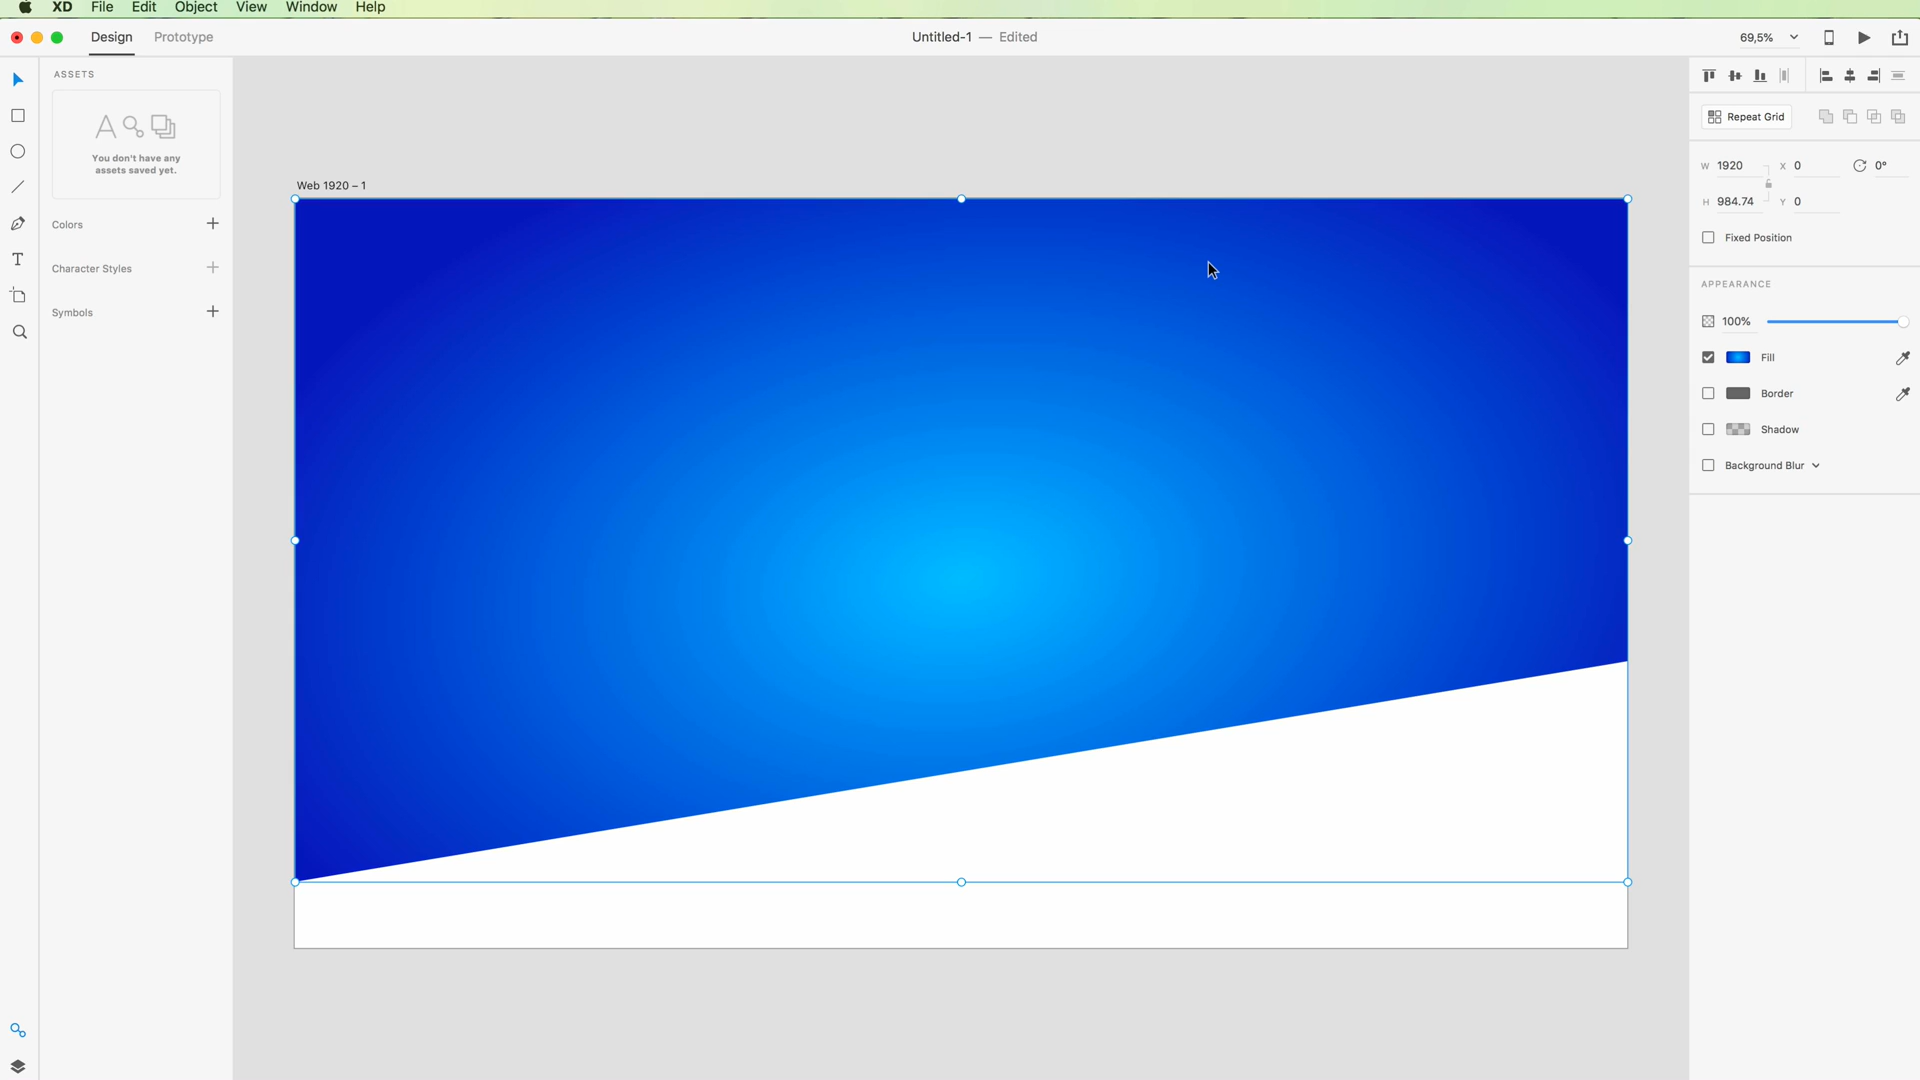 XD File Edit Object View Window Help
Design Prototype
Untitled-1 — Edited
69,5%
ASSETS
You don't have any
assets saved yet.
Colors
Character Styles
Symbols
Web 1920 – 1
Repeat Grid
W 1920 X 0 0°
H 984.74 Y 0
Fixed Position
APPEARANCE
100%
Fill
Border
Shadow
Background Blur